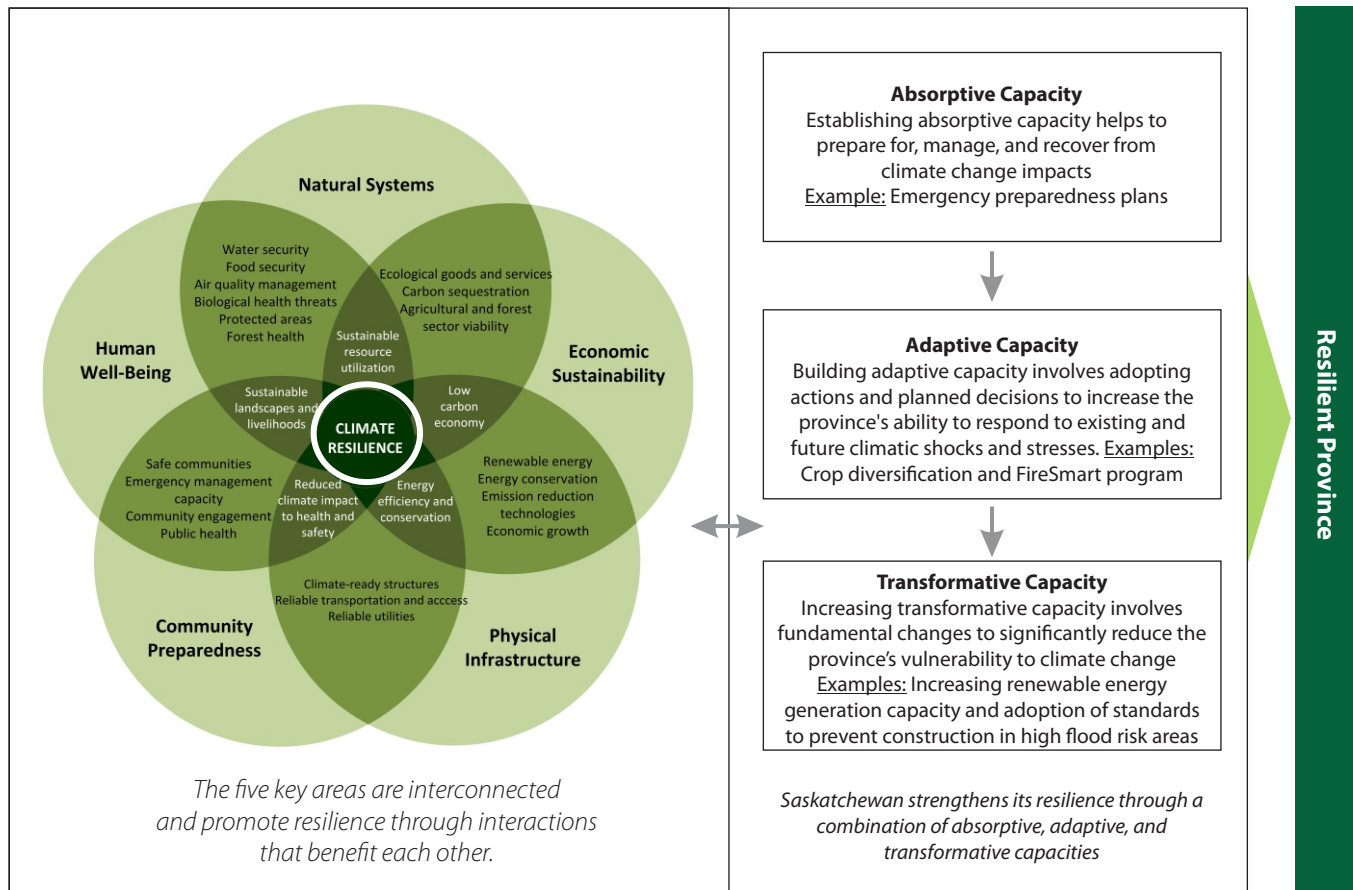 Natural Systems
Water security
Food security
Air quality management
Biological health threats
Protected areas
Forest health
Ecological goods and services
Carbon sequestration
Agricultural and forest
sector viability
Sustainable
resource
utilization
Human
Well-Being
Economic
Sustainability
Sustainable
landscapes and
livelihoods
Low
carbon
economy
CLIMATE
RESILIENCE
Safe communities
Emergency management
capacity
Community engagement
Public health
Reduced
climate impact
to health and
safety
Energy
efficiency and
conservation
Renewable energy
Energy conservation
Emission reduction
technologies
Economic growth
Climate-ready structures
Reliable transportation and acccess
Reliable utilities
Community
Preparedness
Physical
Infrastructure
The five key areas are interconnected
and promote resilience through interactions
that benefit each other.
Absorptive Capacity
Establishing absorptive capacity helps to
prepare for, manage, and recover from
climate change impacts
Example: Emergency preparedness plans
Adaptive Capacity
Building adaptive capacity involves adopting
actions and planned decisions to increase the
province's ability to respond to existing and
future climatic shocks and stresses. Examples:
Crop diversification and FireSmart program
Transformative Capacity
Increasing transformative capacity involves
fundamental changes to significantly reduce the
province’s vulnerability to climate change
Examples: Increasing renewable energy
generation capacity and adoption of standards
to prevent construction in high flood risk areas
Saskatchewan strengthens its resilience through a
combination of absorptive, adaptive, and
transformative capacities
Resilient Province